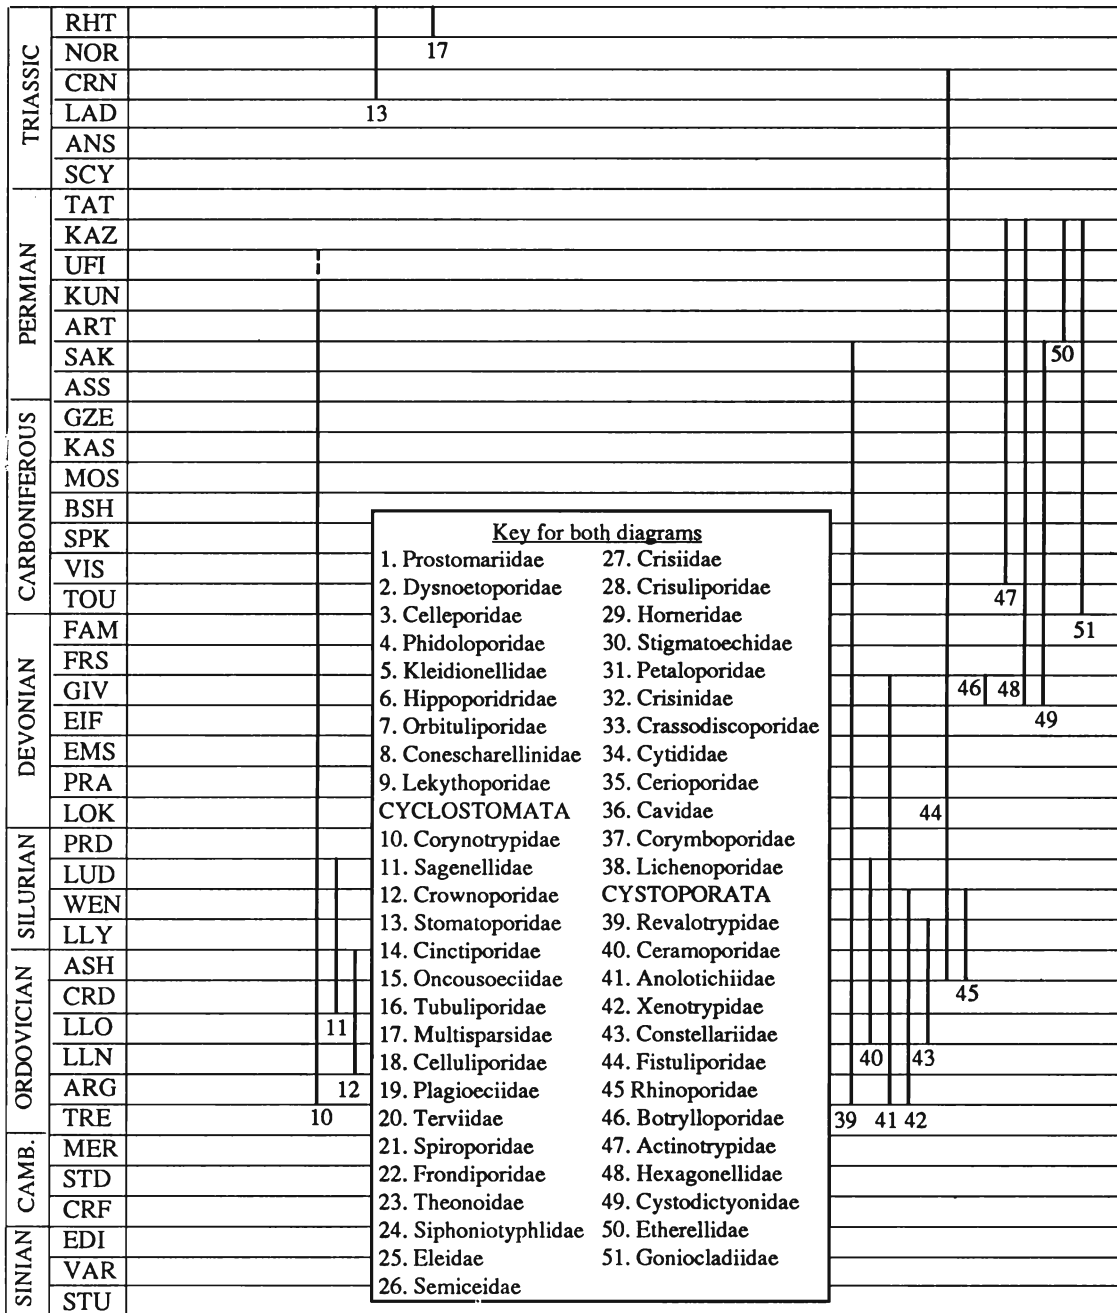 TRIASSIC
RHT
NOR
CRN
LAD
ANS
SCY
PERMIAN
TAT
KAZ
UFI
KUN
ART
SAK
ASS
CARBONIFEROUS
GZE
KAS
MOS
BSH
SPK
VIS
TOU
DEVONIAN
FAM
FRS
GIV
EIF
EMS
PRA
LOK
SILURIAN
PRD
LUD
WEN
LLY
ORDOVICIAN
ASH
CRD
LLO
LLN
ARG
TRE
CAMB.
MER
STD
CRF
SINIAN
EDI
VAR
STU
17
13
50
47
51
46 48
49
44
45
11
40 43
12
10
39 41 42
Key for both diagrams
1. Prostomariidae
2. Dysnoetoporidae
3. Celleporidae
4. Phidoloporidae
5. Kleidionellidae
6. Hippoporidridae
7. Orbituliporidae
8. Conescharellinidae
9. Lekythoporidae
CYCLOSTOMATA
10. Corynotrypidae
11. Sagenellidae
12. Crownoporidae
13. Stomatoporidae
14. Cinctiporidae
15. Oncousoeciidae
16. Tubuliporidae
17. Multisparsidae
18. Celluliporidae
19. Plagioeciidae
20. Terviidae
21. Spiroporidae
22. Frondiporidae
23. Theonoidae
24. Siphoniotyphlidae
25. Eleidae
26. Semiceidae
27. Crisiidae
28. Crisuliporidae
29. Horneridae
30. Stigmatoechidae
31. Petaloporidae
32. Crisinidae
33. Crassodiscoporidae
34. Cytididae
35. Cerioporidae
36. Cavidae
37. Corymboporidae
38. Lichenoporidae
CYSTOPORATA
39. Revalotrypidae
40. Ceramoporidae
41. Anolotichiidae
42. Xenotrypidae
43. Constellariidae
44. Fistuliporidae
45 Rhinoporidae
46. Botrylloporidae
47. Actinotrypidae
48. Hexagonellidae
49. Cystodictyonidae
50. Etherellidae
51. Goniocladiidae